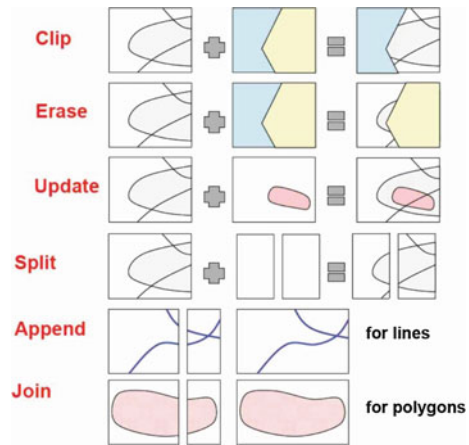 Clip
Erase
Update
Split
Append
for lines
Join
for polygons